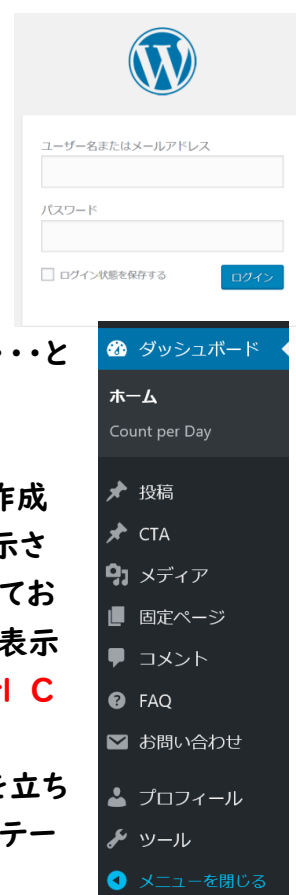 ユーザー名またはメールアドレス
パスワード
ログイン状態を保存する
ログイン
・・と
作成
示さ
てお
表示
l C
を立ち
テー
ダッシュボード
ホーム
Count per Day
投稿
CTA
メディア
固定ページ
コメント
FAQ
お問い合わせ
プロフィール
ツール
メニューを閉じる